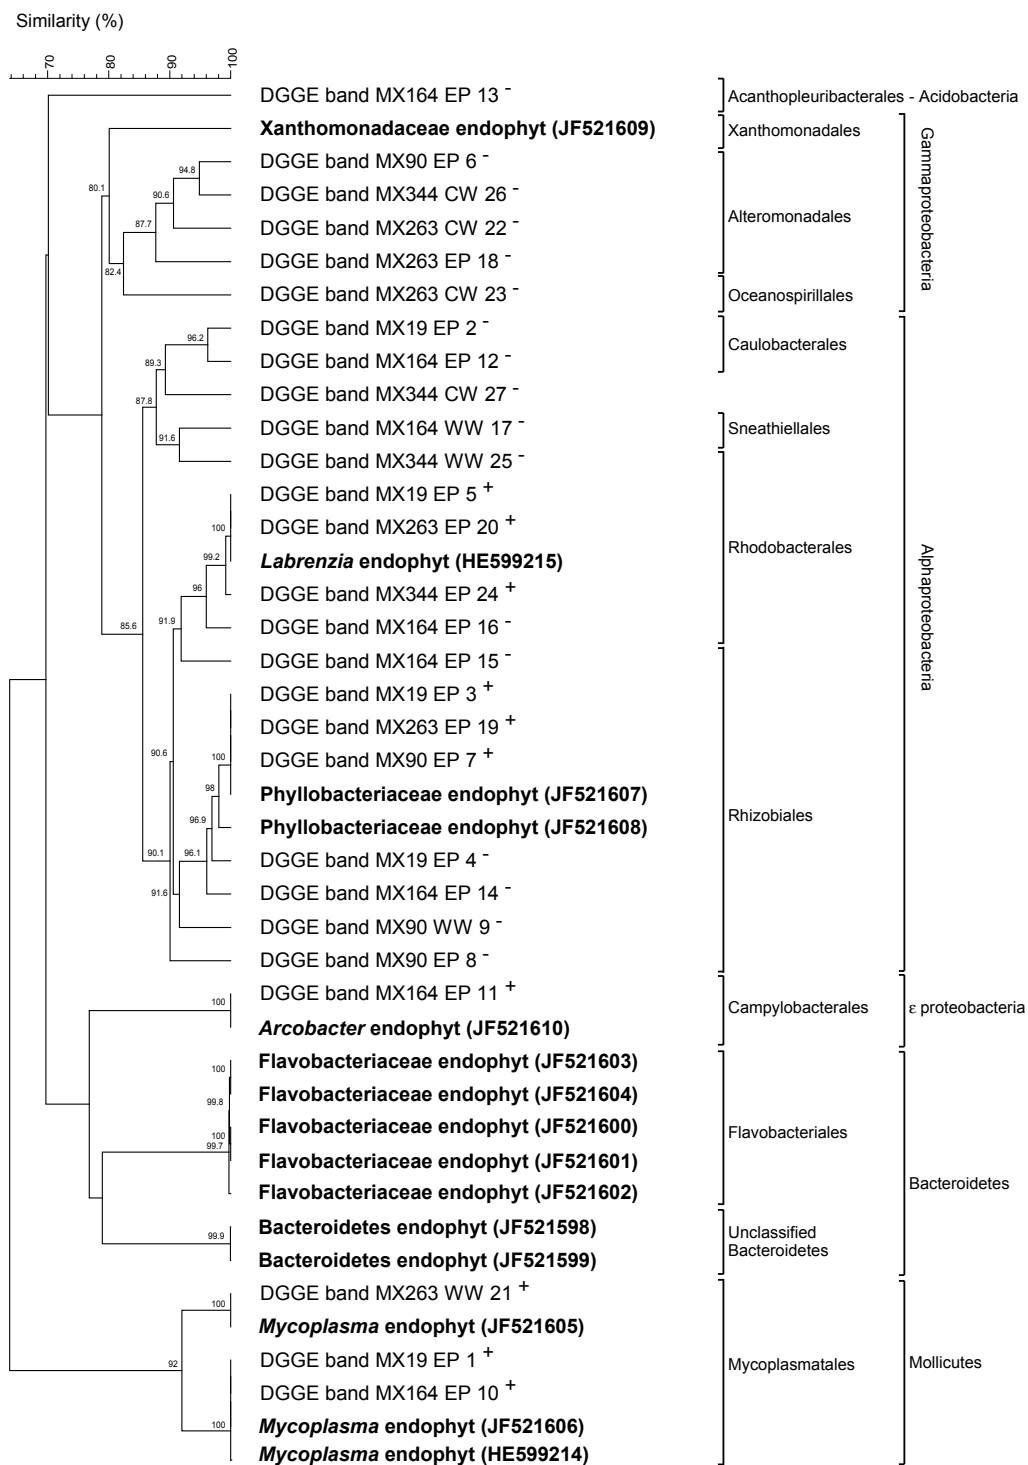 Similarity (%)
70 80 90 100
DGGE band MX164 EP 13 - Acanthopleuribacterales - Acidobacteria
Xanthomonadaceae endophyt (JF521609) Xanthomonadales
DGGE band MX90 EP 6 -
94.8
DGGE band MX344 CW 26 -
80.1 90.6
Alteromonadales
Gammaproteobacteria
DGGE band MX263 CW 22 -
87.7
DGGE band MX263 EP 18 -
82.4
DGGE band MX263 CW 23 - Oceanospirillales
DGGE band MX19 EP 2 -
96.2
Caulobacterales
DGGE band MX164 EP 12 -
89.3
DGGE band MX344 CW 27 -
87.8
DGGE band MX164 WW 17 - Sneathiellales
91.6
DGGE band MX344 WW 25 -
DGGE band MX19 EP 5 +
100
DGGE band MX263 EP 20 +
Rhodobacterales
99.2
Labrenzia endophyt (HE599215)
96
DGGE band MX344 EP 24 +
Alphaproteobacteria
85.6 91.9
DGGE band MX164 EP 16 -
DGGE band MX164 EP 15 -
DGGE band MX19 EP 3 +
DGGE band MX263 EP 19 +
90.6 100
DGGE band MX90 EP 7 +
98
Phyllobacteriaceae endophyt (JF521607)
Rhizobiales
96.9
Phyllobacteriaceae endophyt (JF521608)
90.1 96.1
DGGE band MX19 EP 4 -
91.6
DGGE band MX164 EP 14 -
DGGE band MX90 WW 9 -
DGGE band MX90 EP 8 -
DGGE band MX164 EP 11 +
100
Campylobacterales ε proteobacteria
Arcobacter endophyt (JF521610)
Flavobacteriaceae endophyt (JF521603)
100
Flavobacteriaceae endophyt (JF521604)
99.8
Flavobacteriaceae endophyt (JF521600)
Flavobacteriales
100
99.7
Flavobacteriaceae endophyt (JF521601)
Bacteroidetes
Flavobacteriaceae endophyt (JF521602)
Bacteroidetes endophyt (JF521598)
99.9
Unclassified
Bacteroidetes
Bacteroidetes endophyt (JF521599)
DGGE band MX263 WW 21 +
100
Mycoplasma endophyt (JF521605)
92
DGGE band MX19 EP 1 +
Mycoplasmatales Mollicutes
DGGE band MX164 EP 10 +
100
Mycoplasma endophyt (JF521606)
Mycoplasma endophyt (HE599214)